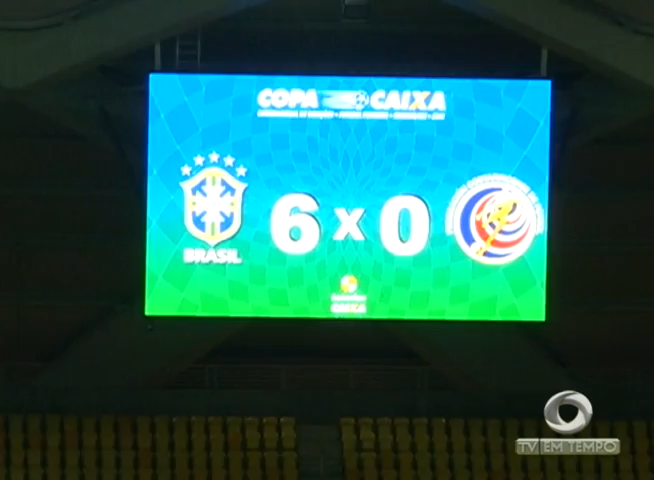 COPA CAIXA
BRASIL
6 x 0
CAIXA
TV EM TEMPO